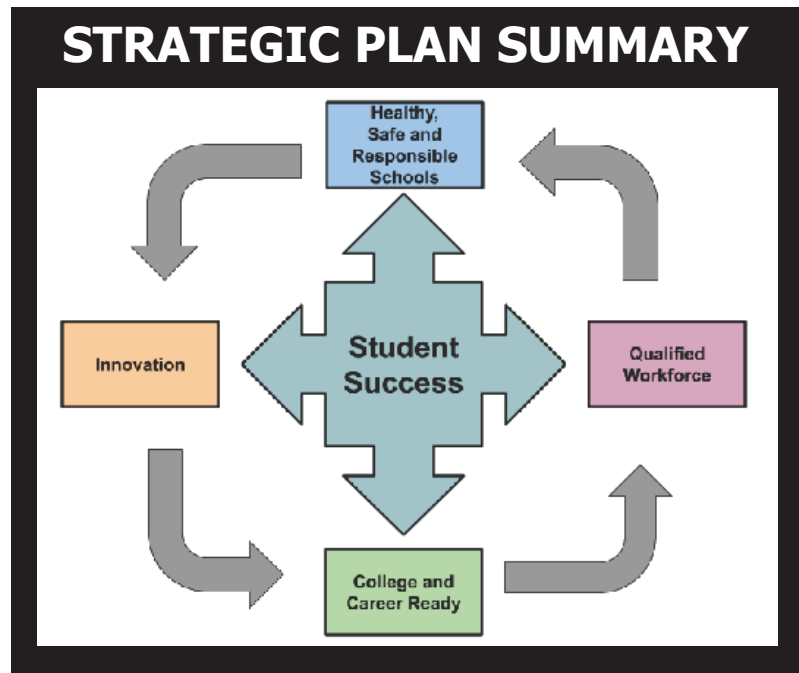 STRATEGIC PLAN SUMMARY
Healthy,
Safe and
Responsible
Schools
Innovation
Student
Success
Qualified
Workforce
College and
Career Ready